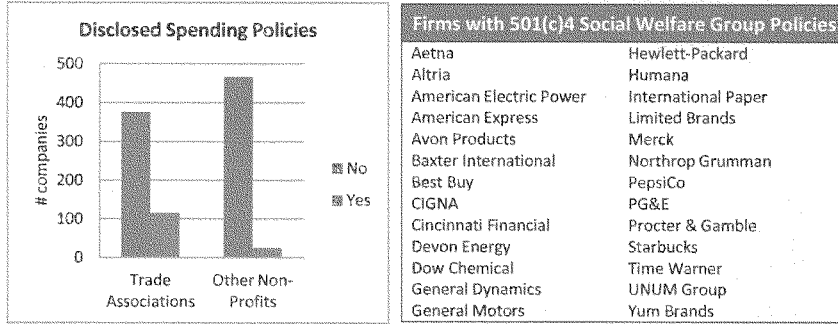 Disclosed Spending Policies
500
400
300
200
100
0
# companies
No
Yes
Trade
Associations
Other Non-
Profits
Firms with 501(c)4 Social Welfare Group Policies
Aetna Hewlett-Packard
Altria Humana
American Electric Power International Paper
American Express Limited Brands
Avon Products Merck
Baxter International Northrop Grumman
Best Buy PepsiCo
CIGNA PG&E
Cincinnati Financial Procter & Gamble
Devon Energy Starbucks
Dow Chemical Time Warner
General Dynamics UNUM Group
General Motors Yum Brands